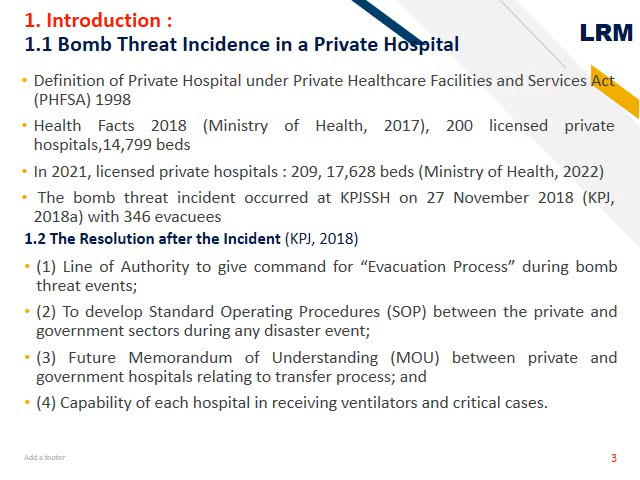 1. Introduction :
LRM
1.1 Bomb Threat Incidence in a Private Hospital
• Definition of Private Hospital under Private Healthcare Facilities and Services Act
(PHFSA) 1998
• Health Facts 2018 (Ministry of Health, 2017), 200 licensed private
hospitals,14,799 beds
• In 2021, licensed private hospitals : 209, 17,628 beds (Ministry of Health, 2022)
• The bomb threat incident occurred at KPJSSH on 27 November 2018 (KPJ,
2018a) with 346 evacuees
1.2 The Resolution after the Incident (KPJ, 2018)
• (1) Line of Authority to give command for “Evacuation Process” during bomb
threat events;
• (2) To develop Standard Operating Procedures (SOP) between the private and
government sectors during any disaster event;
• (3) Future Memorandum of Understanding (MOU) between private and
government hospitals relating to transfer process; and
• (4) Capability of each hospital in receiving ventilators and critical cases.
Add a footer
3